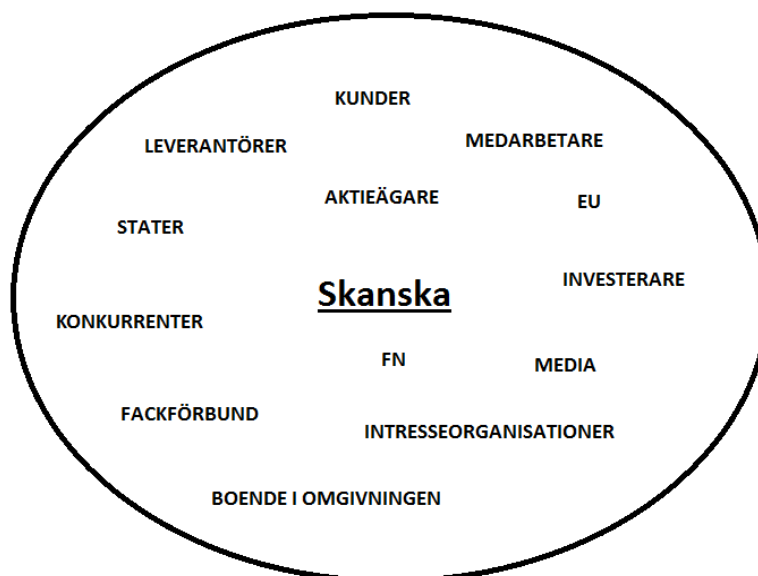 KUNDER
LEVERANTÖRER
MEDARBETARE
AKTIEÄGARE
EU
STATER
INVESTERARE
Skanska
KONKURRENTER
FN
MEDIA
FACKFÖRBUND
INTRESSEORGANISATIONER
BOENDE I OMGIVNINGEN